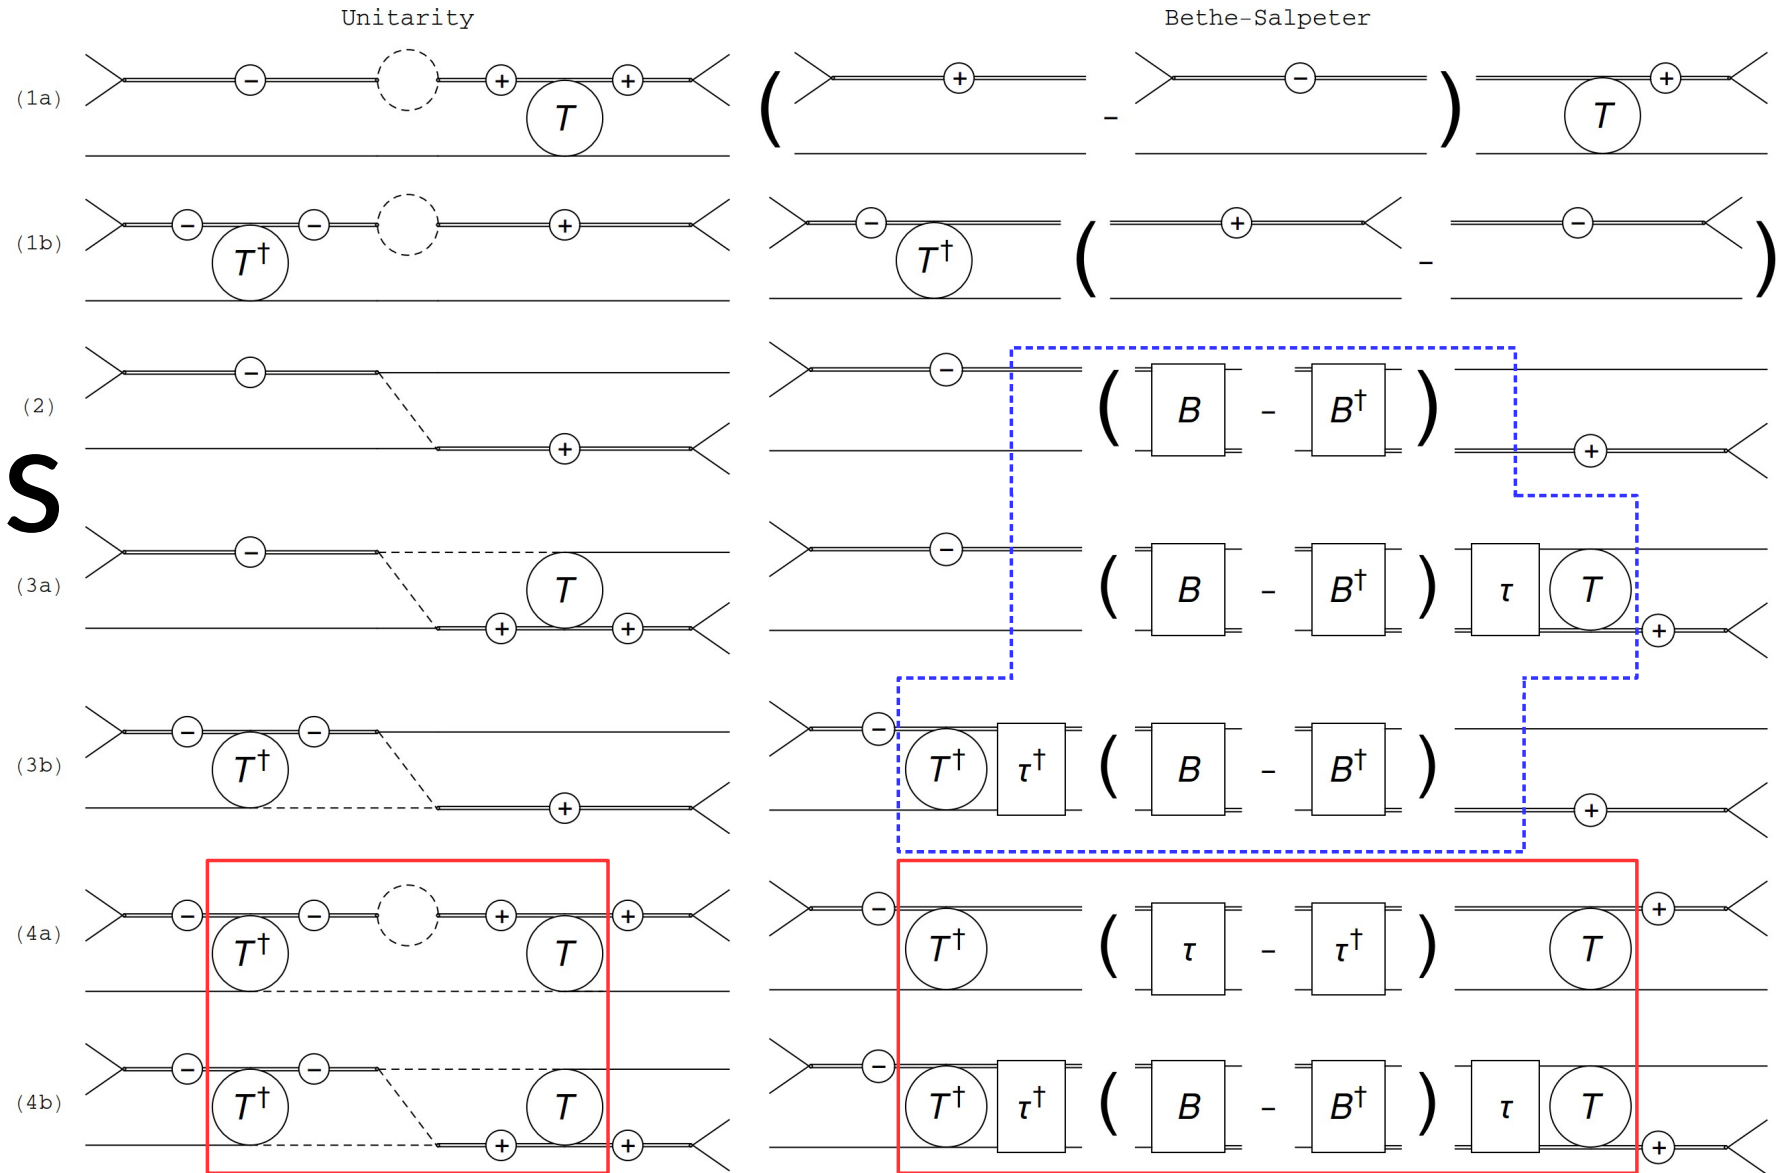 Unitarity Bethe-Salpeter
(1a) − + + T ( + - − ) T +
(1b) − T† − + − T† ( + - − )
(2) − + − ( B - B† ) +
S
(3a) − + T + − ( B - B† ) τ T +
(3b) − T† − + − T† τ† ( B - B† ) +
(4a) − T† − + T + − T† ( τ - τ† ) T +
(4b) − T† − + T + − T† τ† ( B - B† ) τ T +